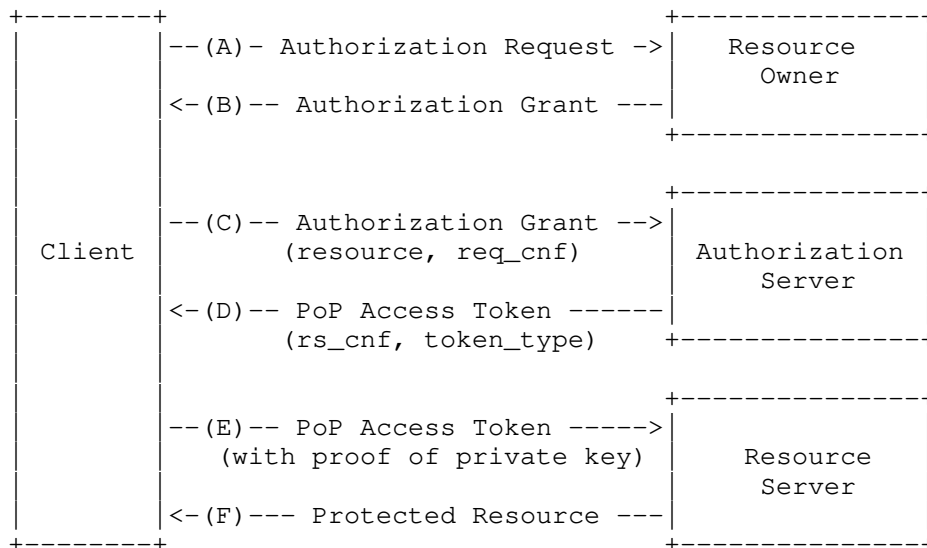 --(A)- Authorization Request ->| Resource
Owner
<-(B)-- Authorization Grant ---
--(C)-- Authorization Grant -->
Client (resource, req_cnf) Authorization
Server
<-(D)-- PoP Access Token ------
(rs_cnf, token_type)
--(E)-- PoP Access Token ----->
(with proof of private key) Resource
Server
<-(F)--- Protected Resource ---